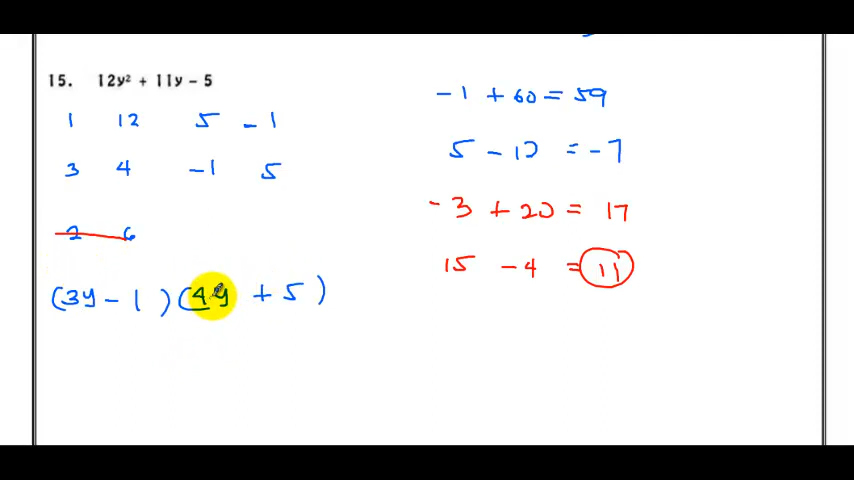 15. 12y² + 11y - 5
1 12 5 - 1
3 4 -1 5
2 6
(3y - 1) (4y + 5)
-1 + 60 = 59
5 - 12 = -7
-3 + 20 = 17
15 - 4 = 11